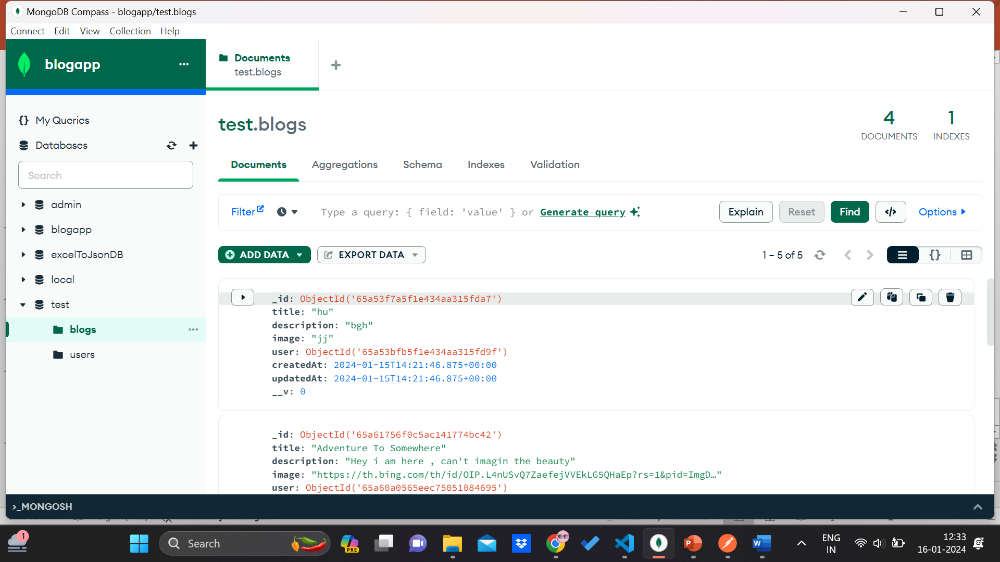 MongoDB Compass - blogapp/test.blogs
Connect Edit View Collection Help
blogapp
Documents
test.blogs
My Queries
Databases
Search
admin
blogapp
excelToJsonDB
local
test
blogs
users
test.blogs
4
DOCUMENTS
1
INDEXES
Documents Aggregations Schema Indexes Validation
Filter Type a query: { field: 'value' } or Generate query Explain Reset Find </> Options
ADD DATA EXPORT DATA 1 – 5 of 5 {}
_id: ObjectId('65a53f7a5f1e434aa315fda7')
title: "hu"
description: "bgh"
image: "jj"
user: ObjectId('65a53bfb5f1e434aa315fd9f')
createdAt: 2024-01-15T14:21:46.875+00:00
updatedAt: 2024-01-15T14:21:46.875+00:00
__v: 0
_id: ObjectId('65a61756f0c5ac141774bc42')
title: "Adventure To Somewhere"
description: "Hey i am here , can't imagin the beauty"
image: "https://th.bing.com/th/id/OIP.L4nUSvQ7ZaefejVVEkLG5QHaEp?rs=1&pid=ImgD…"
user: ObjectId('65a60a0565eec75051084695')
>_MONGOSH
1
Search
PRE
P
W
ENG
IN
12:33
16-01-2024